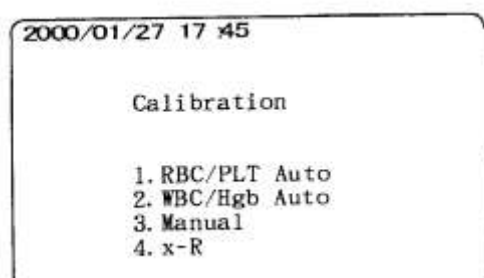 2000/01/27 17:45
Calibration
1. RBC/PLT Auto
2. WBC/Hgb Auto
3. Manual
4. x-R